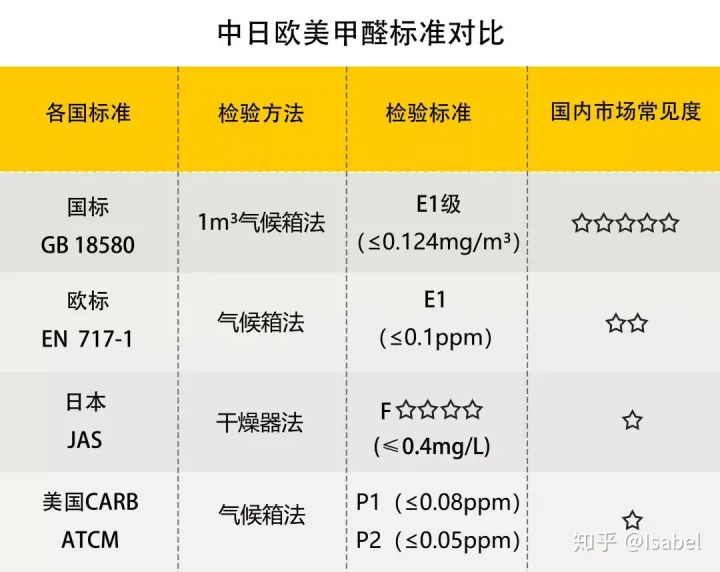 中日欧美甲醛标准对比
各国标准 检验方法 检验标准 国内市场常见度
国标
GB 18580
1m³气候箱法
E1级
(≤0.124mg/m³)
☆☆☆☆☆
欧标
EN 717-1
气候箱法
E1
(≤0.1ppm)
☆☆
日本
JAS
干燥器法
F☆☆☆☆
(≤0.4mg/L)
☆
美国CARB
ATCM
气候箱法
P1（≤0.08ppm）
P2（≤0.05ppm）
☆
知乎 @Isabel